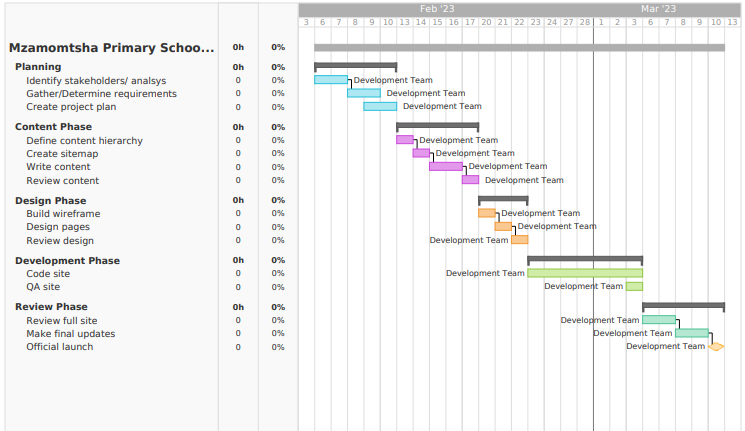 Feb '23 Mar '23
3 6 7 8 9 10 13 14 15 16 17 20 21 22 23 24 27 28 1 2 3 6 7 8 9 10 13
Mzamomtsha Primary Schoo... 0h 0%
Planning 0h 0%
Identify stakeholders/ analsys 0 0% Development Team
Gather/Determine requirements 0 0% Development Team
Create project plan 0 0% Development Team
Content Phase 0h 0%
Define content hierarchy 0 0% Development Team
Create sitemap 0 0% Development Team
Write content 0 0% Development Team
Review content 0 0% Development Team
Design Phase 0h 0%
Build wireframe 0 0% Development Team
Design pages 0 0% Development Team
Review design 0 0% Development Team
Development Phase 0h 0%
Code site 0 0% Development Team
QA site 0 0% Development Team
Review Phase 0h 0%
Review full site 0 0% Development Team
Make final updates 0 0% Development Team
Official launch 0 0% Development Team